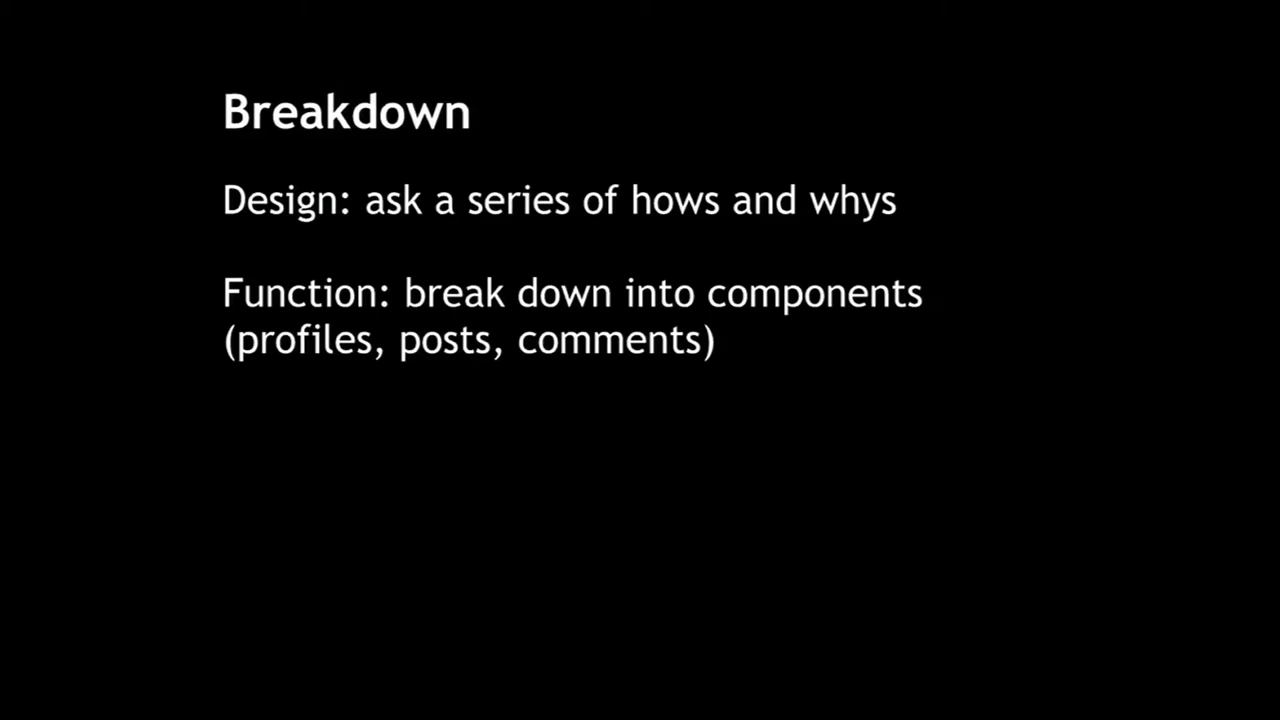 Breakdown
Design: ask a series of hows and whys
Function: break down into components
(profiles, posts, comments)